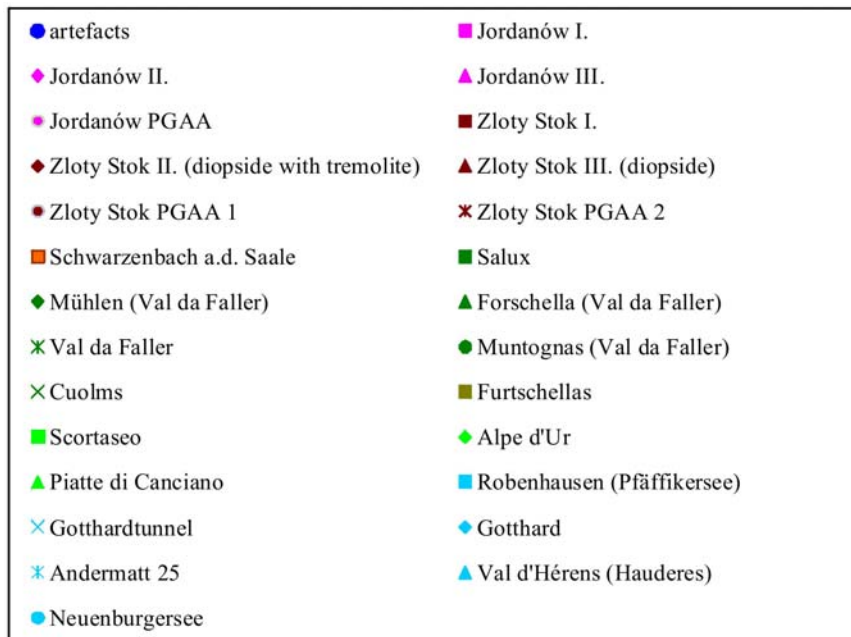 artefacts
Jordanów I.
Jordanów II.
Jordanów III.
Jordanów PGAA
Zloty Stok I.
Zloty Stok II. (diopside with tremolite)
Zloty Stok III. (diopside)
Zloty Stok PGAA 1
Zloty Stok PGAA 2
Schwarzenbach a.d. Saale
Salux
Mühlen (Val da Faller)
Forschella (Val da Faller)
Val da Faller
Muntognas (Val da Faller)
Cuolms
Furtschellas
Scortaseo
Alpe d'Ur
Piatte di Canciano
Robenhausen (Pfäffikersee)
Gotthardtunnel
Gotthard
Andermatt 25
Val d'Hérens (Hauderes)
Neuenburgersee